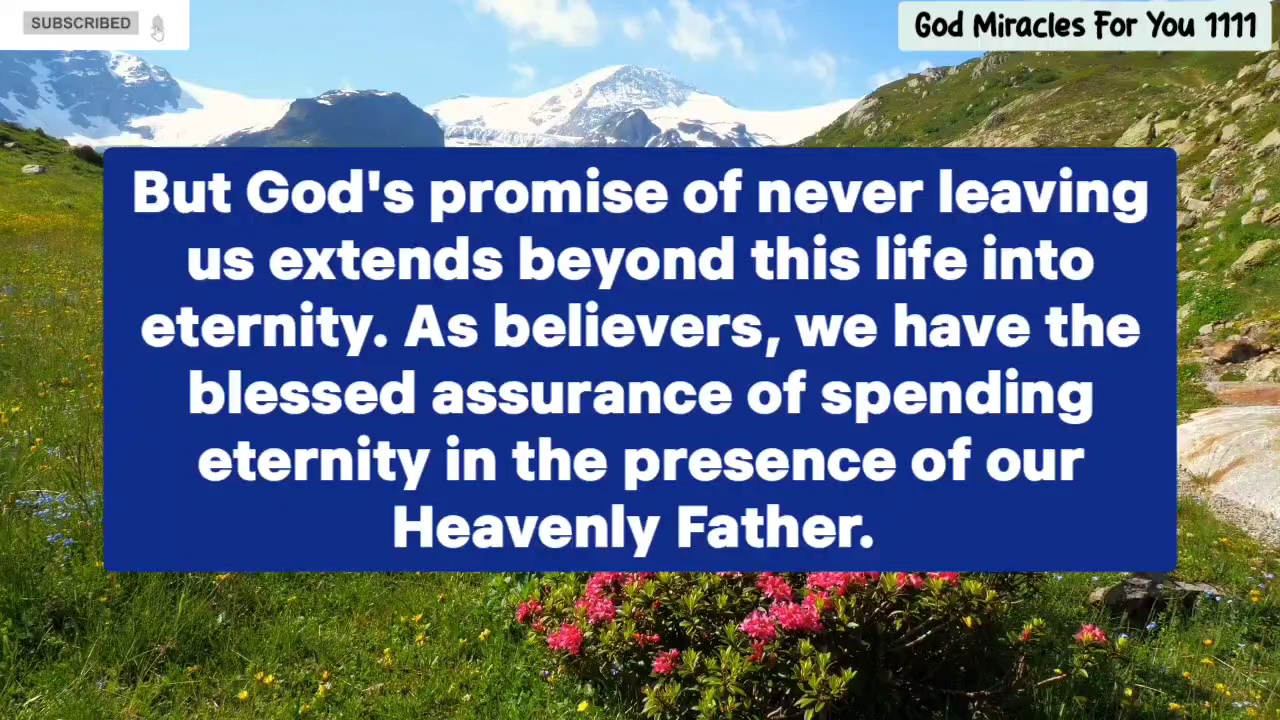 SUBSCRIBED
God Miracles For You 1111
But God's promise of never leaving
us extends beyond this life into
eternity. As believers, we have the
blessed assurance of spending
eternity in the presence of our
Heavenly Father.